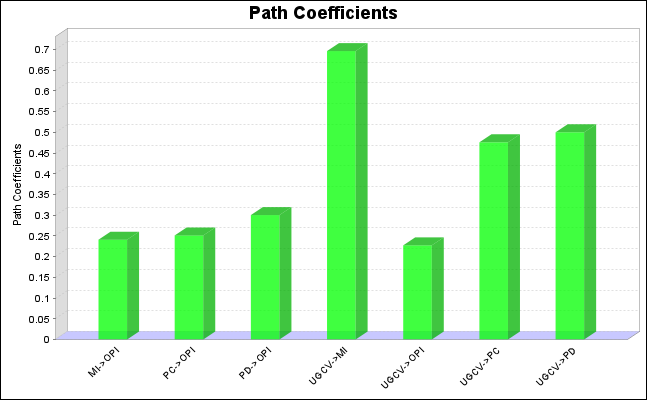 Path Coefficients
0.7
0.65
0.6
0.55
0.5
0.45
0.4
0.35
0.3
0.25
0.2
0.15
0.1
0.05
0
Path Coefficients
MI->OPI
PC->OPI
PD->OPI
UGCV->MI
UGCV->OPI
UGCV->PC
UGCV->PD